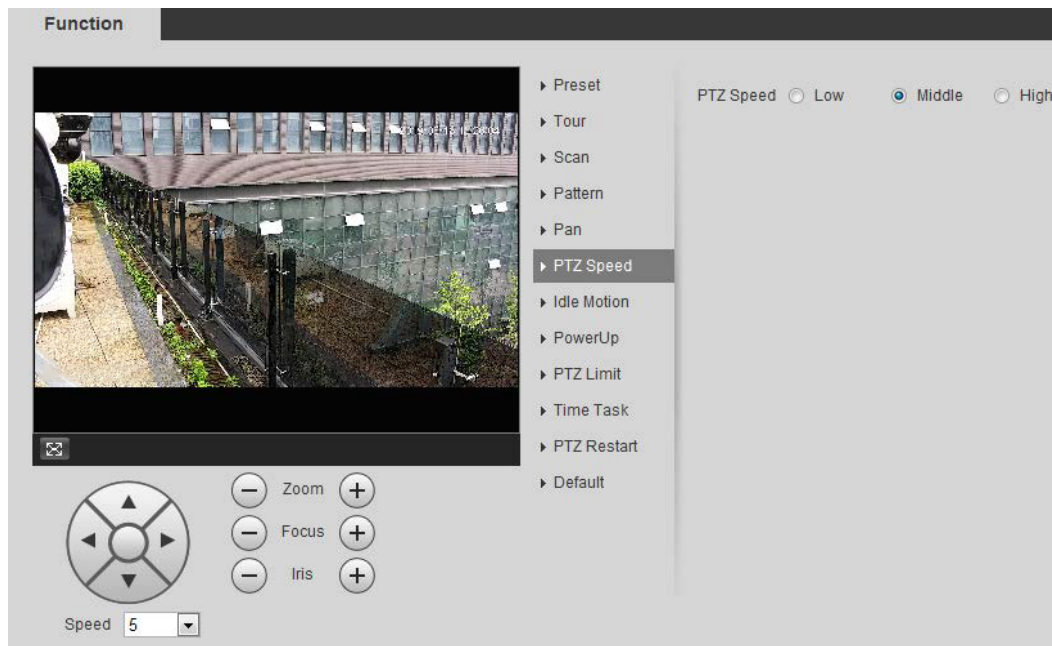 Function
Preset
Tour
Scan
Pattern
Pan
PTZ Speed
Idle Motion
PowerUp
PTZ Limit
Time Task
PTZ Restart
Default
PTZ Speed Low Middle High
Zoom
Focus
Iris
Speed 5